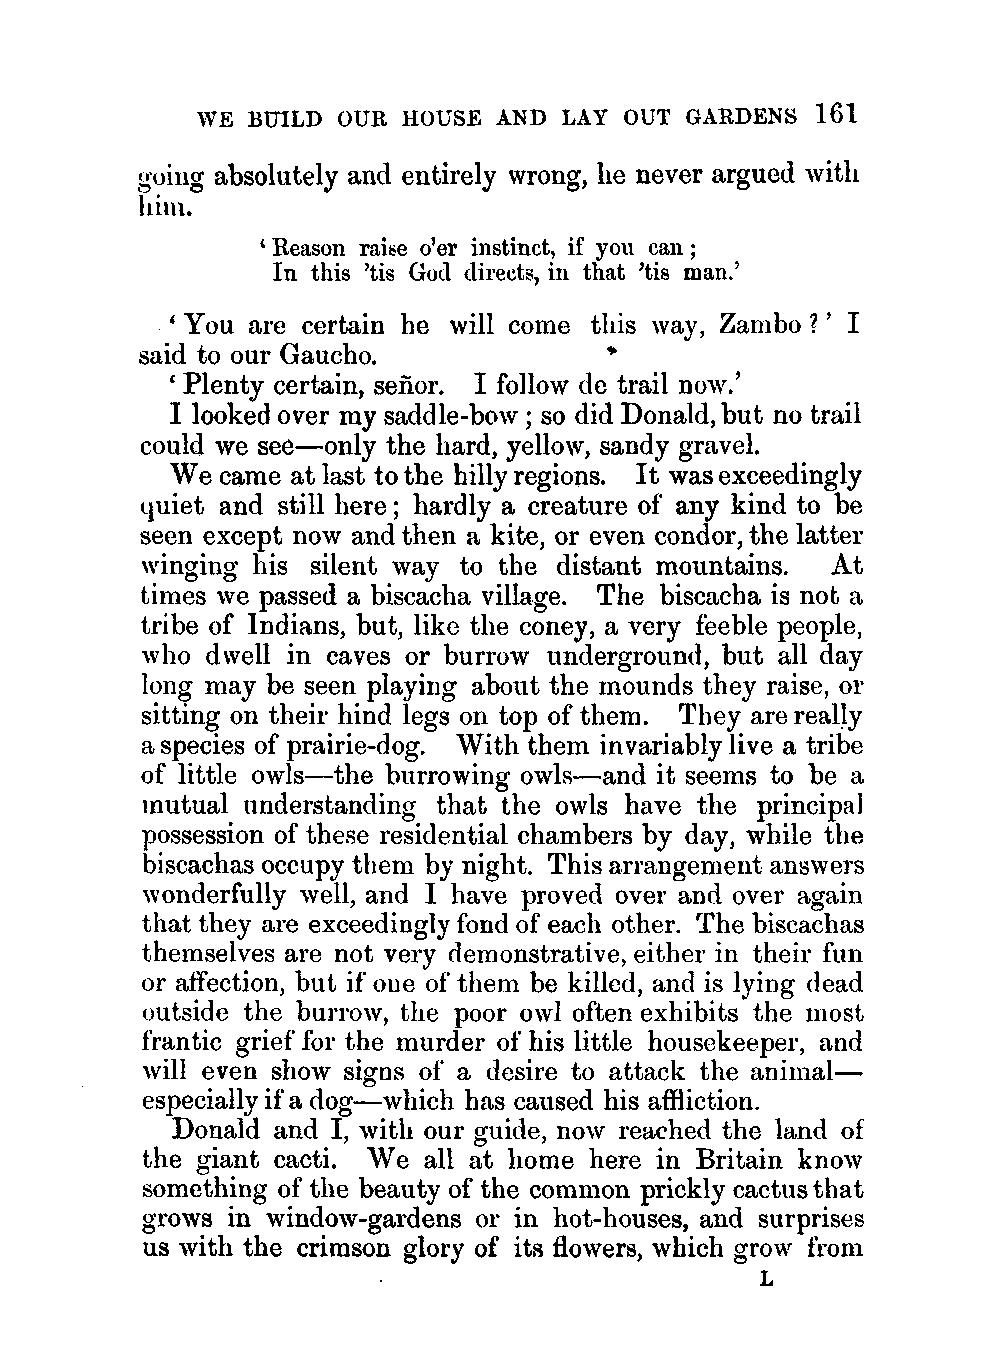 WE BUILD OUR HOUSE AND LAY OUT GARDENS 161
going absolutely and entirely wrong, he never argued with
him.
‘Reason raise o’er instinct, if you can;
In this ’tis God directs, in that ’tis man.’
‘You are certain he will come this way, Zambo?’ I
said to our Gaucho.
‘Plenty certain, señor. I follow de trail now.’
I looked over my saddle-bow; so did Donald, but no trail
could we see—only the hard, yellow, sandy gravel.
We came at last to the hilly regions. It was exceedingly
quiet and still here; hardly a creature of any kind to be
seen except now and then a kite, or even condor, the latter
winging his silent way to the distant mountains. At
times we passed a biscacha village. The biscacha is not a
tribe of Indians, but, like the coney, a very feeble people,
who dwell in caves or burrow underground, but all day
long may be seen playing about the mounds they raise, or
sitting on their hind legs on top of them. They are really
a species of prairie-dog. With them invariably live a tribe
of little owls—the burrowing owls—and it seems to be a
mutual understanding that the owls have the principal
possession of these residential chambers by day, while the
biscachas occupy them by night. This arrangement answers
wonderfully well, and I have proved over and over again
that they are exceedingly fond of each other. The biscachas
themselves are not very demonstrative, either in their fun
or affection, but if one of them be killed, and is lying dead
outside the burrow, the poor owl often exhibits the most
frantic grief for the murder of his little housekeeper, and
will even show signs of a desire to attack the animal—
especially if a dog—which has caused his affliction.
Donald and I, with our guide, now reached the land of
the giant cacti. We all at home here in Britain know
something of the beauty of the common prickly cactus that
grows in window-gardens or in hot-houses, and surprises
us with the crimson glory of its flowers, which grow from
L